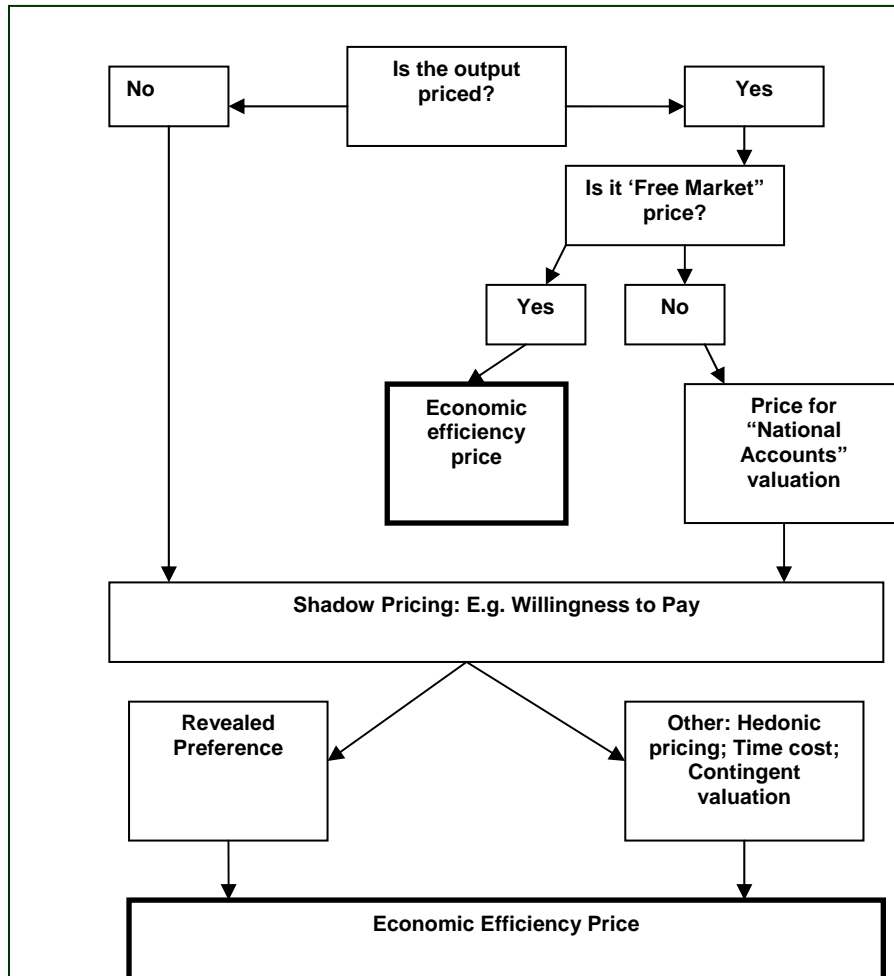 Is the output
priced?
No
Yes
Is it ‘Free Market”
price?
Yes
No
Economic
efficiency
price
Price for
“National
Accounts”
valuation
Shadow Pricing: E.g. Willingness to Pay
Revealed
Preference
Other: Hedonic
pricing; Time cost;
Contingent
valuation
Economic Efficiency Price